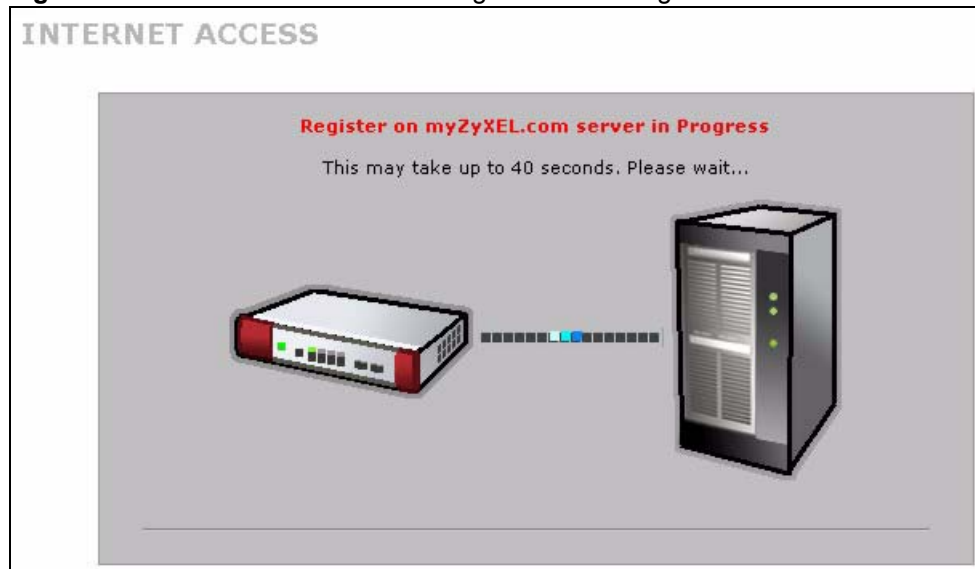 INTERNET ACCESS
Register on myZyXEL.com server in Progress
This may take up to 40 seconds. Please wait...